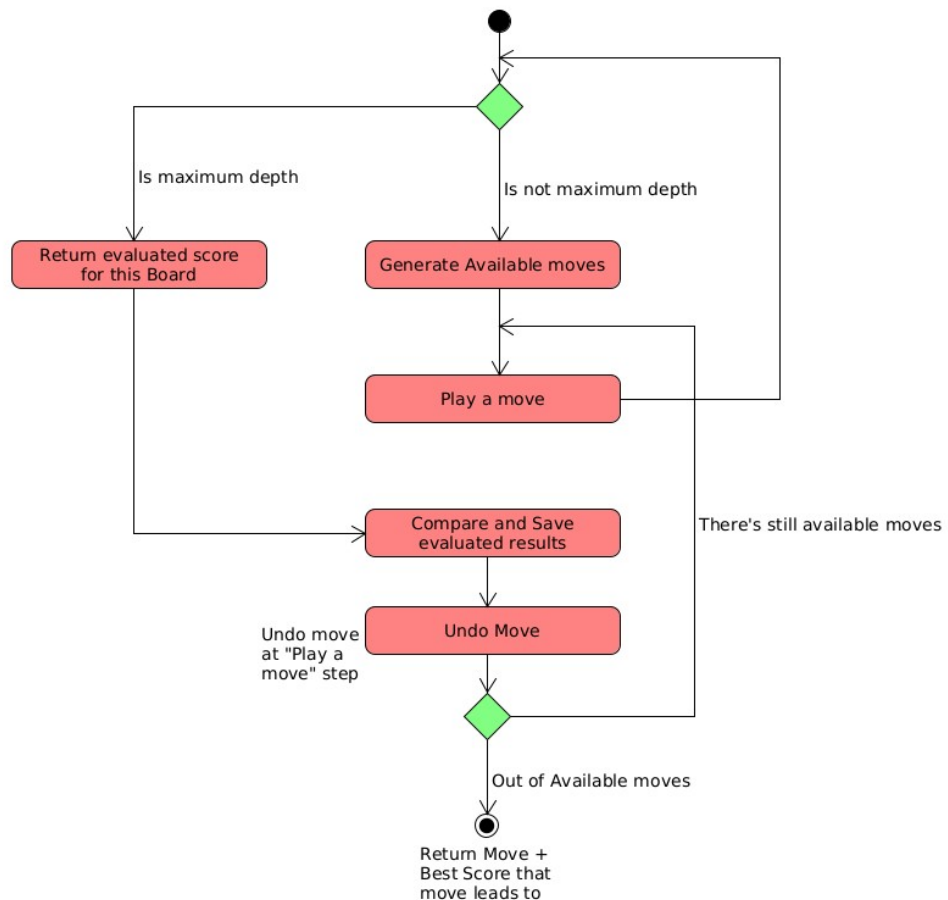 Is maximum depth
Is not maximum depth
Return evaluated score
for this Board
Generate Available moves
Play a move
Compare and Save
evaluated results
There's still available moves
Undo Move
Undo move
at "Play a
move" step
Out of Available moves
Return Move +
Best Score that
move leads to